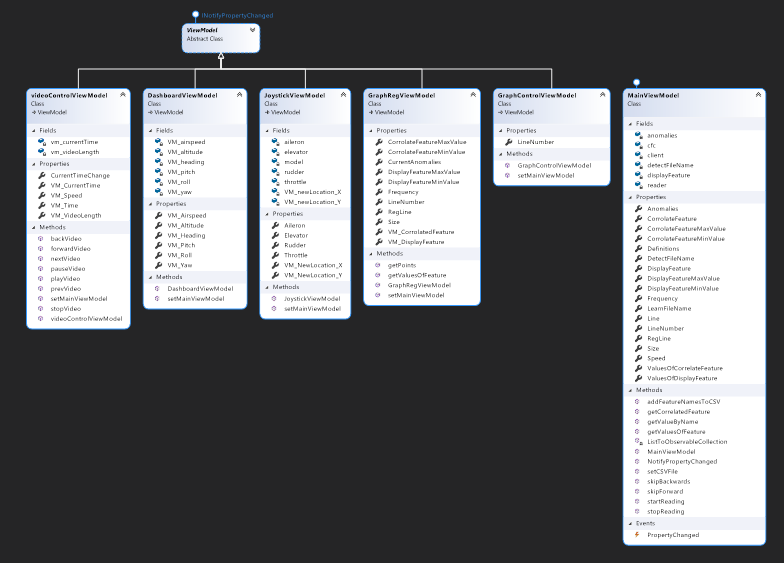 INotifyPropertyChanged
ViewModel
Abstract Class
videoControlViewModel
Class
→ ViewModel
Fields
vm_currentTime
vm_videoLength
Properties
CurrentTimeChange
VM_CurrentTime
VM_Speed
VM_Time
VM_VideoLength
Methods
backVideo
forwardVideo
nextVideo
pauseVideo
playVideo
prevVideo
setMainViewModel
stopVideo
videoControlViewModel
DashboardViewModel
Class
→ ViewModel
Fields
VM_airspeed
VM_altitude
VM_heading
VM_pitch
VM_roll
VM_yaw
Properties
VM_Airspeed
VM_Altitude
VM_Heading
VM_Pitch
VM_Roll
VM_Yaw
Methods
DashboardViewModel
setMainViewModel
JoystickViewModel
Class
→ ViewModel
Fields
aileron
elevator
model
rudder
throttle
VM_newLocation_X
VM_newLocation_Y
Properties
Aileron
Elevator
Rudder
Throttle
VM_NewLocation_X
VM_NewLocation_Y
Methods
JoystickViewModel
setMainViewModel
GraphRegViewModel
Class
→ ViewModel
Properties
CorrolateFeatureMaxValue
CorrolateFeatureMinValue
CurrentAnomalies
DisplayFeatureMaxValue
DisplayFeatureMinValue
Frequency
LineNumber
RegLine
Size
VM_CorrolatedFeature
VM_DisplayFeature
Methods
getPoints
getValuesOfFeature
GraphRegViewModel
setMainViewModel
GraphControlViewModel
Class
→ ViewModel
Properties
LineNumber
Methods
GraphControlViewModel
setMainViewModel
MainViewModel
Class
Fields
anomalies
cfc
client
detectFileName
displayFeature
reader
Properties
Anomalies
CorrolateFeature
CorrolateFeatureMaxValue
CorrolateFeatureMinValue
Definitions
DetectFileName
DisplayFeature
DisplayFeatureMaxValue
DisplayFeatureMinValue
Frequency
LearnFileName
Line
LineNumber
RegLine
Size
Speed
ValuesOfCorrelateFeature
ValuesOfDisplayFeature
Methods
addFeatureNamesToCSV
getCorrelatedFeature
getValueByName
getValuesOfFeature
ListToObservableCollection
MainViewModel
NotifyPropertyChanged
setCSVFile
skipBackwards
skipForward
startReading
stopReading
Events
PropertyChanged